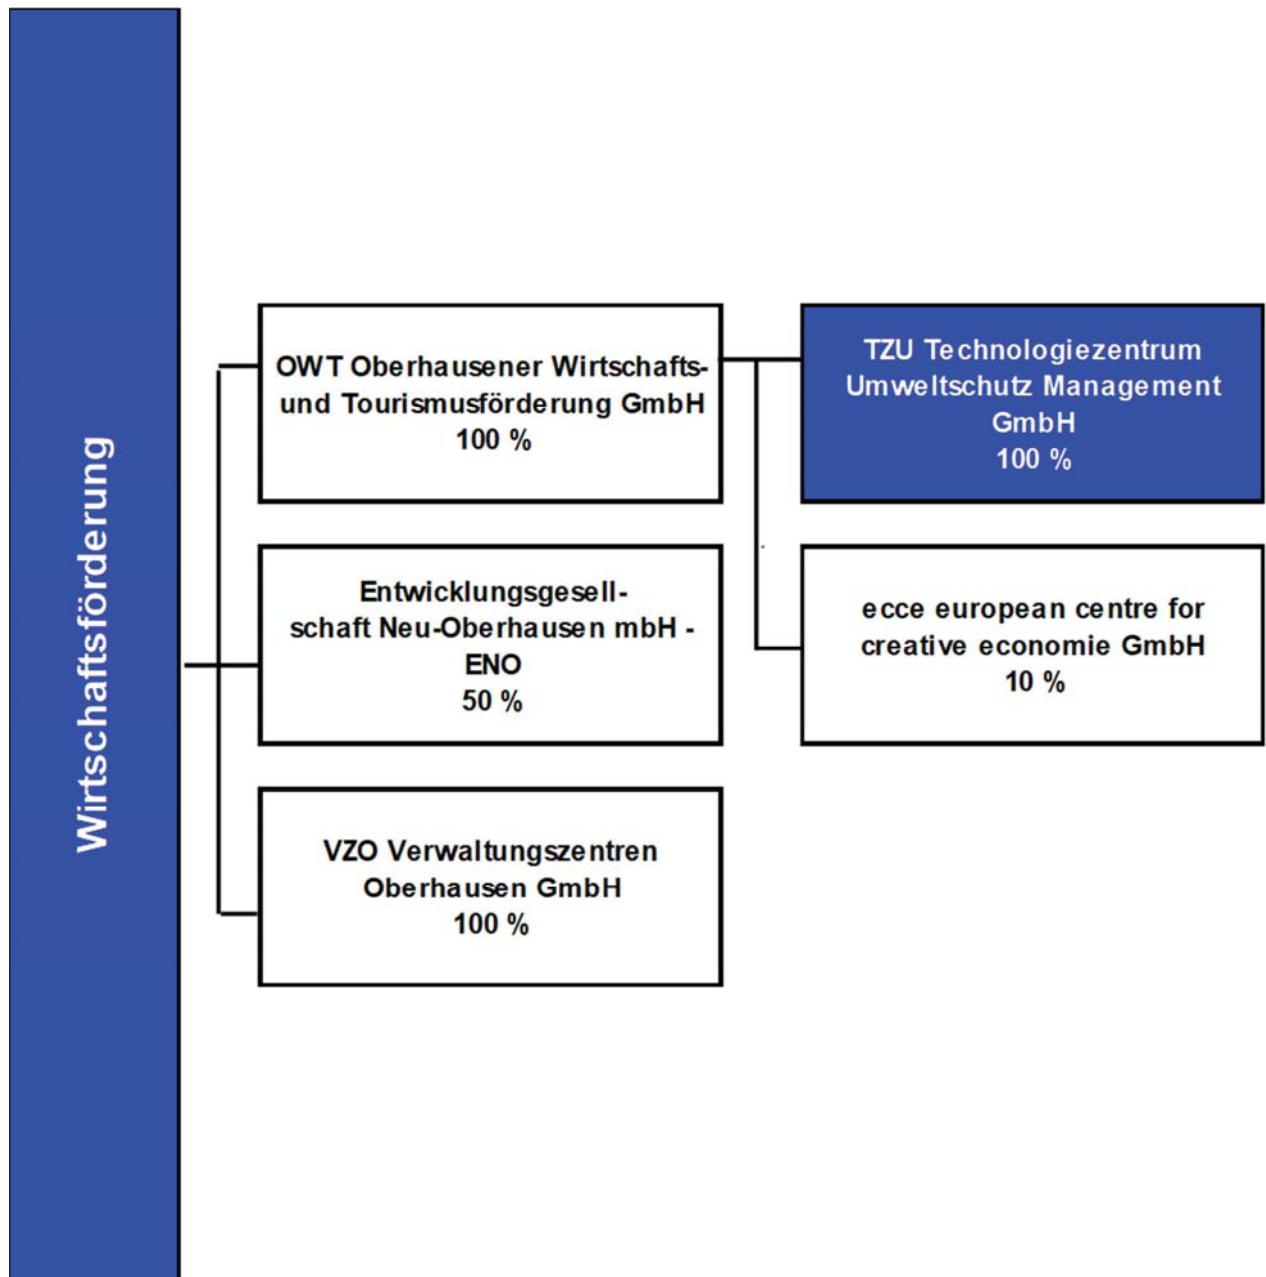 Wirtschaftsförderung
OWT Oberhausener Wirtschafts-
und Tourismusförderung GmbH
100 %
TZU Technologiezentrum
Umweltschutz Management
GmbH
100 %
Entwicklungsgesell-
schaft Neu-Oberhausen mbH -
ENO
50 %
ecce european centre for
creative economie GmbH
10 %
VZO Verwaltungszentren
Oberhausen GmbH
100 %